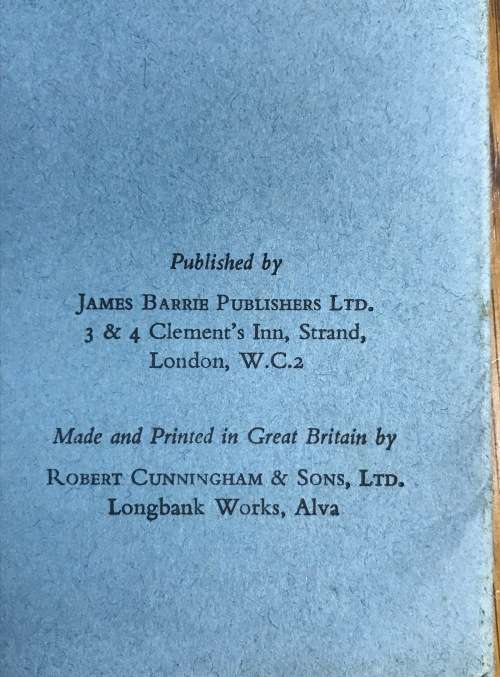 Published by
James Barrie Publishers Ltd.
3 & 4 Clement's Inn, Strand,
London, W.C.2
Made and Printed in Great Britain by
Robert Cunningham & Sons, Ltd.
Longbank Works, Alva